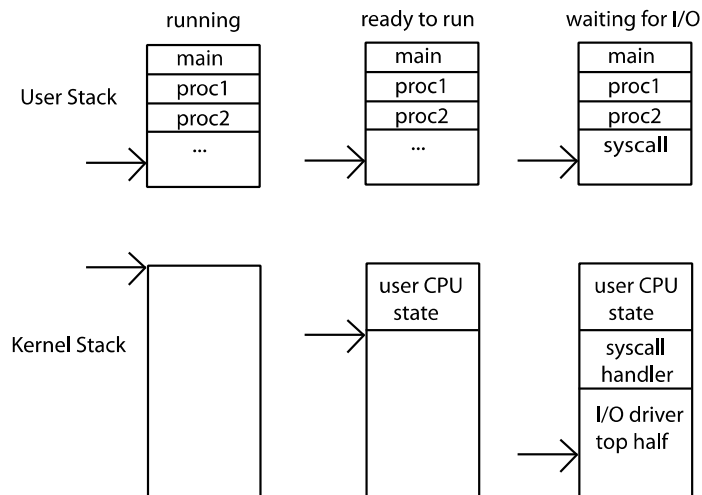 running
ready to run
waiting for I/O
User Stack
main
proc1
proc2
...
main
proc1
proc2
...
main
proc1
proc2
syscall
Kernel Stack
user CPU
state
user CPU
state
syscall
handler
I/O driver
top half